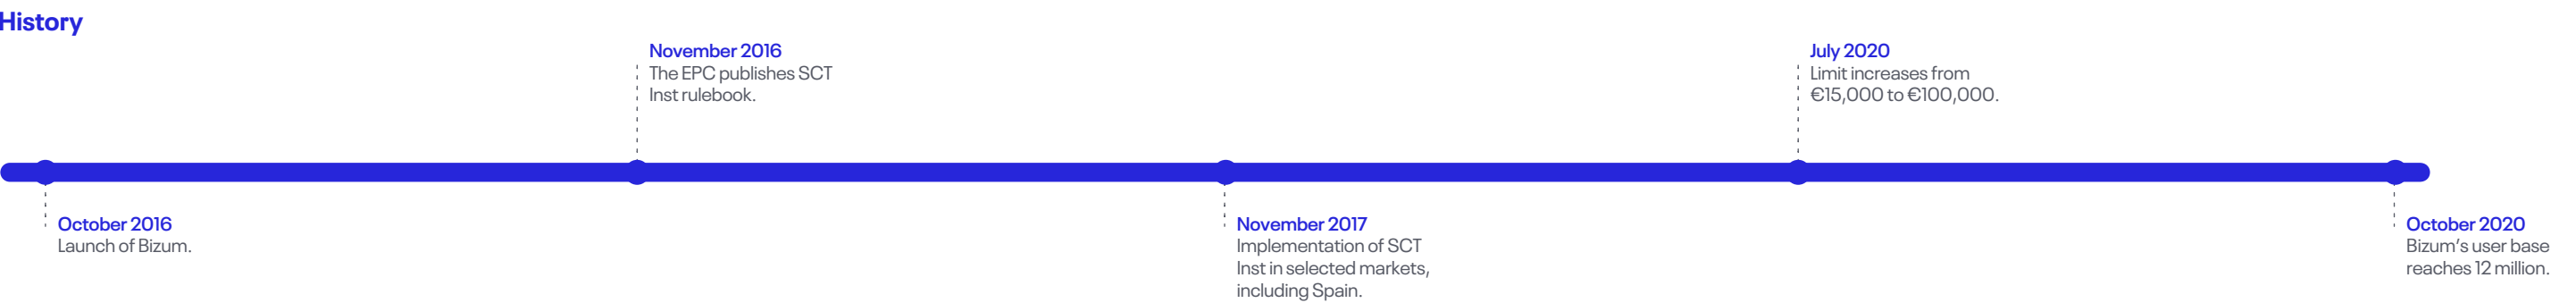 History
November 2016
The EPC publishes SCT
Inst rulebook.
July 2020
Limit increases from
€15,000 to €100,000.
October 2016
Launch of Bizum.
November 2017
Implementation of SCT
Inst in selected markets,
including Spain.
October 2020
Bizum’s user base
reaches 12 million.